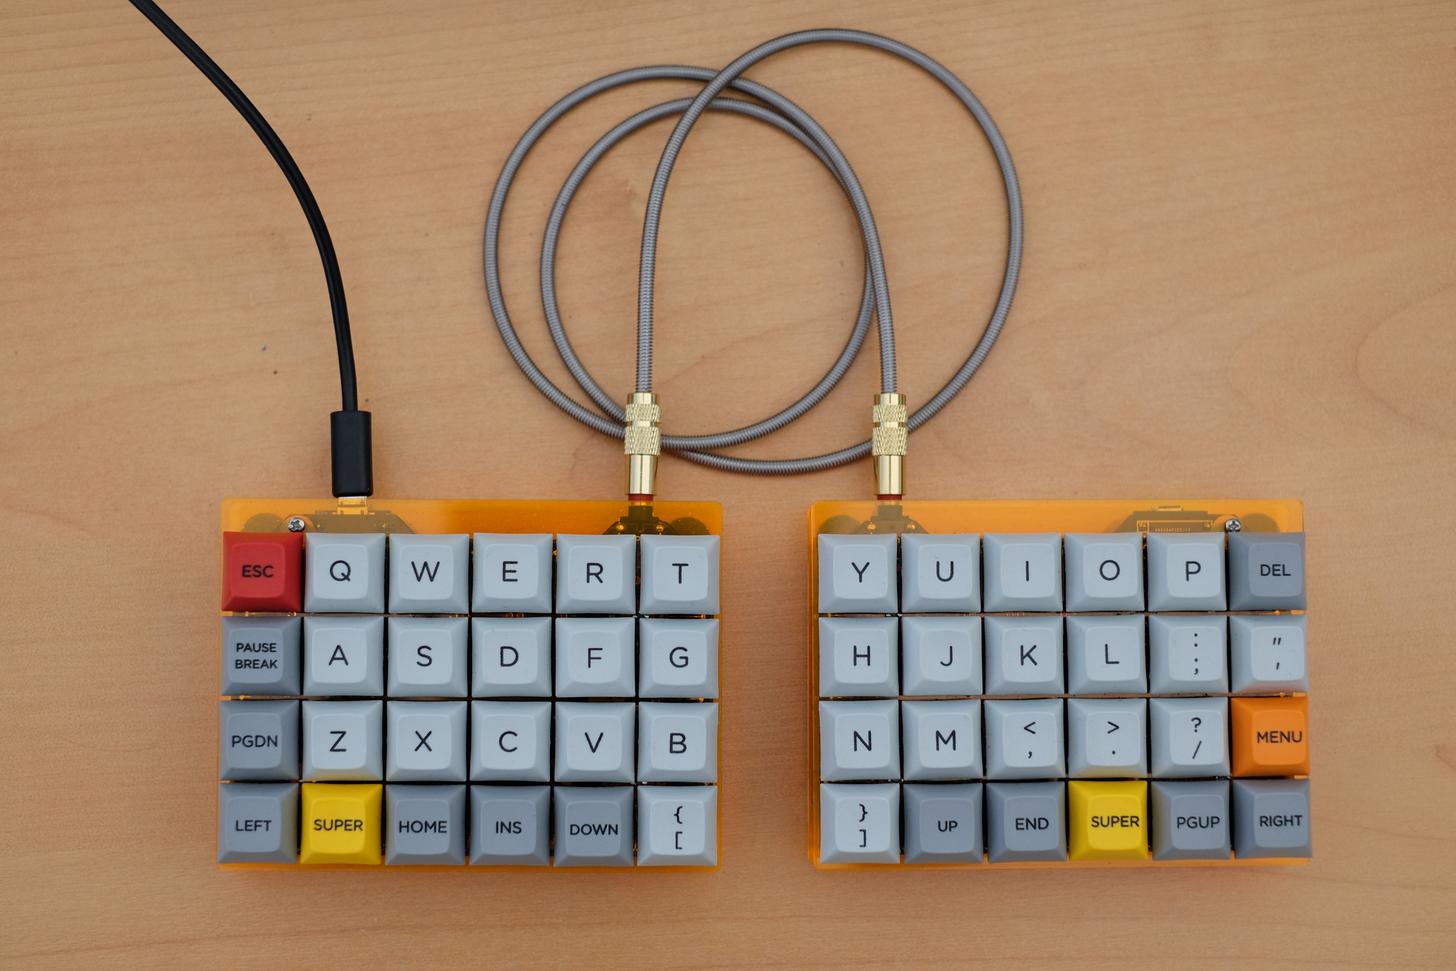 ESC Q W E R T Y U I O P DEL
PAUSE
BREAK A S D F G H J K L : ; " '
PGDN Z X C V B N M < , > . ? / MENU
LEFT SUPER HOME INS DOWN { [ } ] UP END SUPER PGUP RIGHT